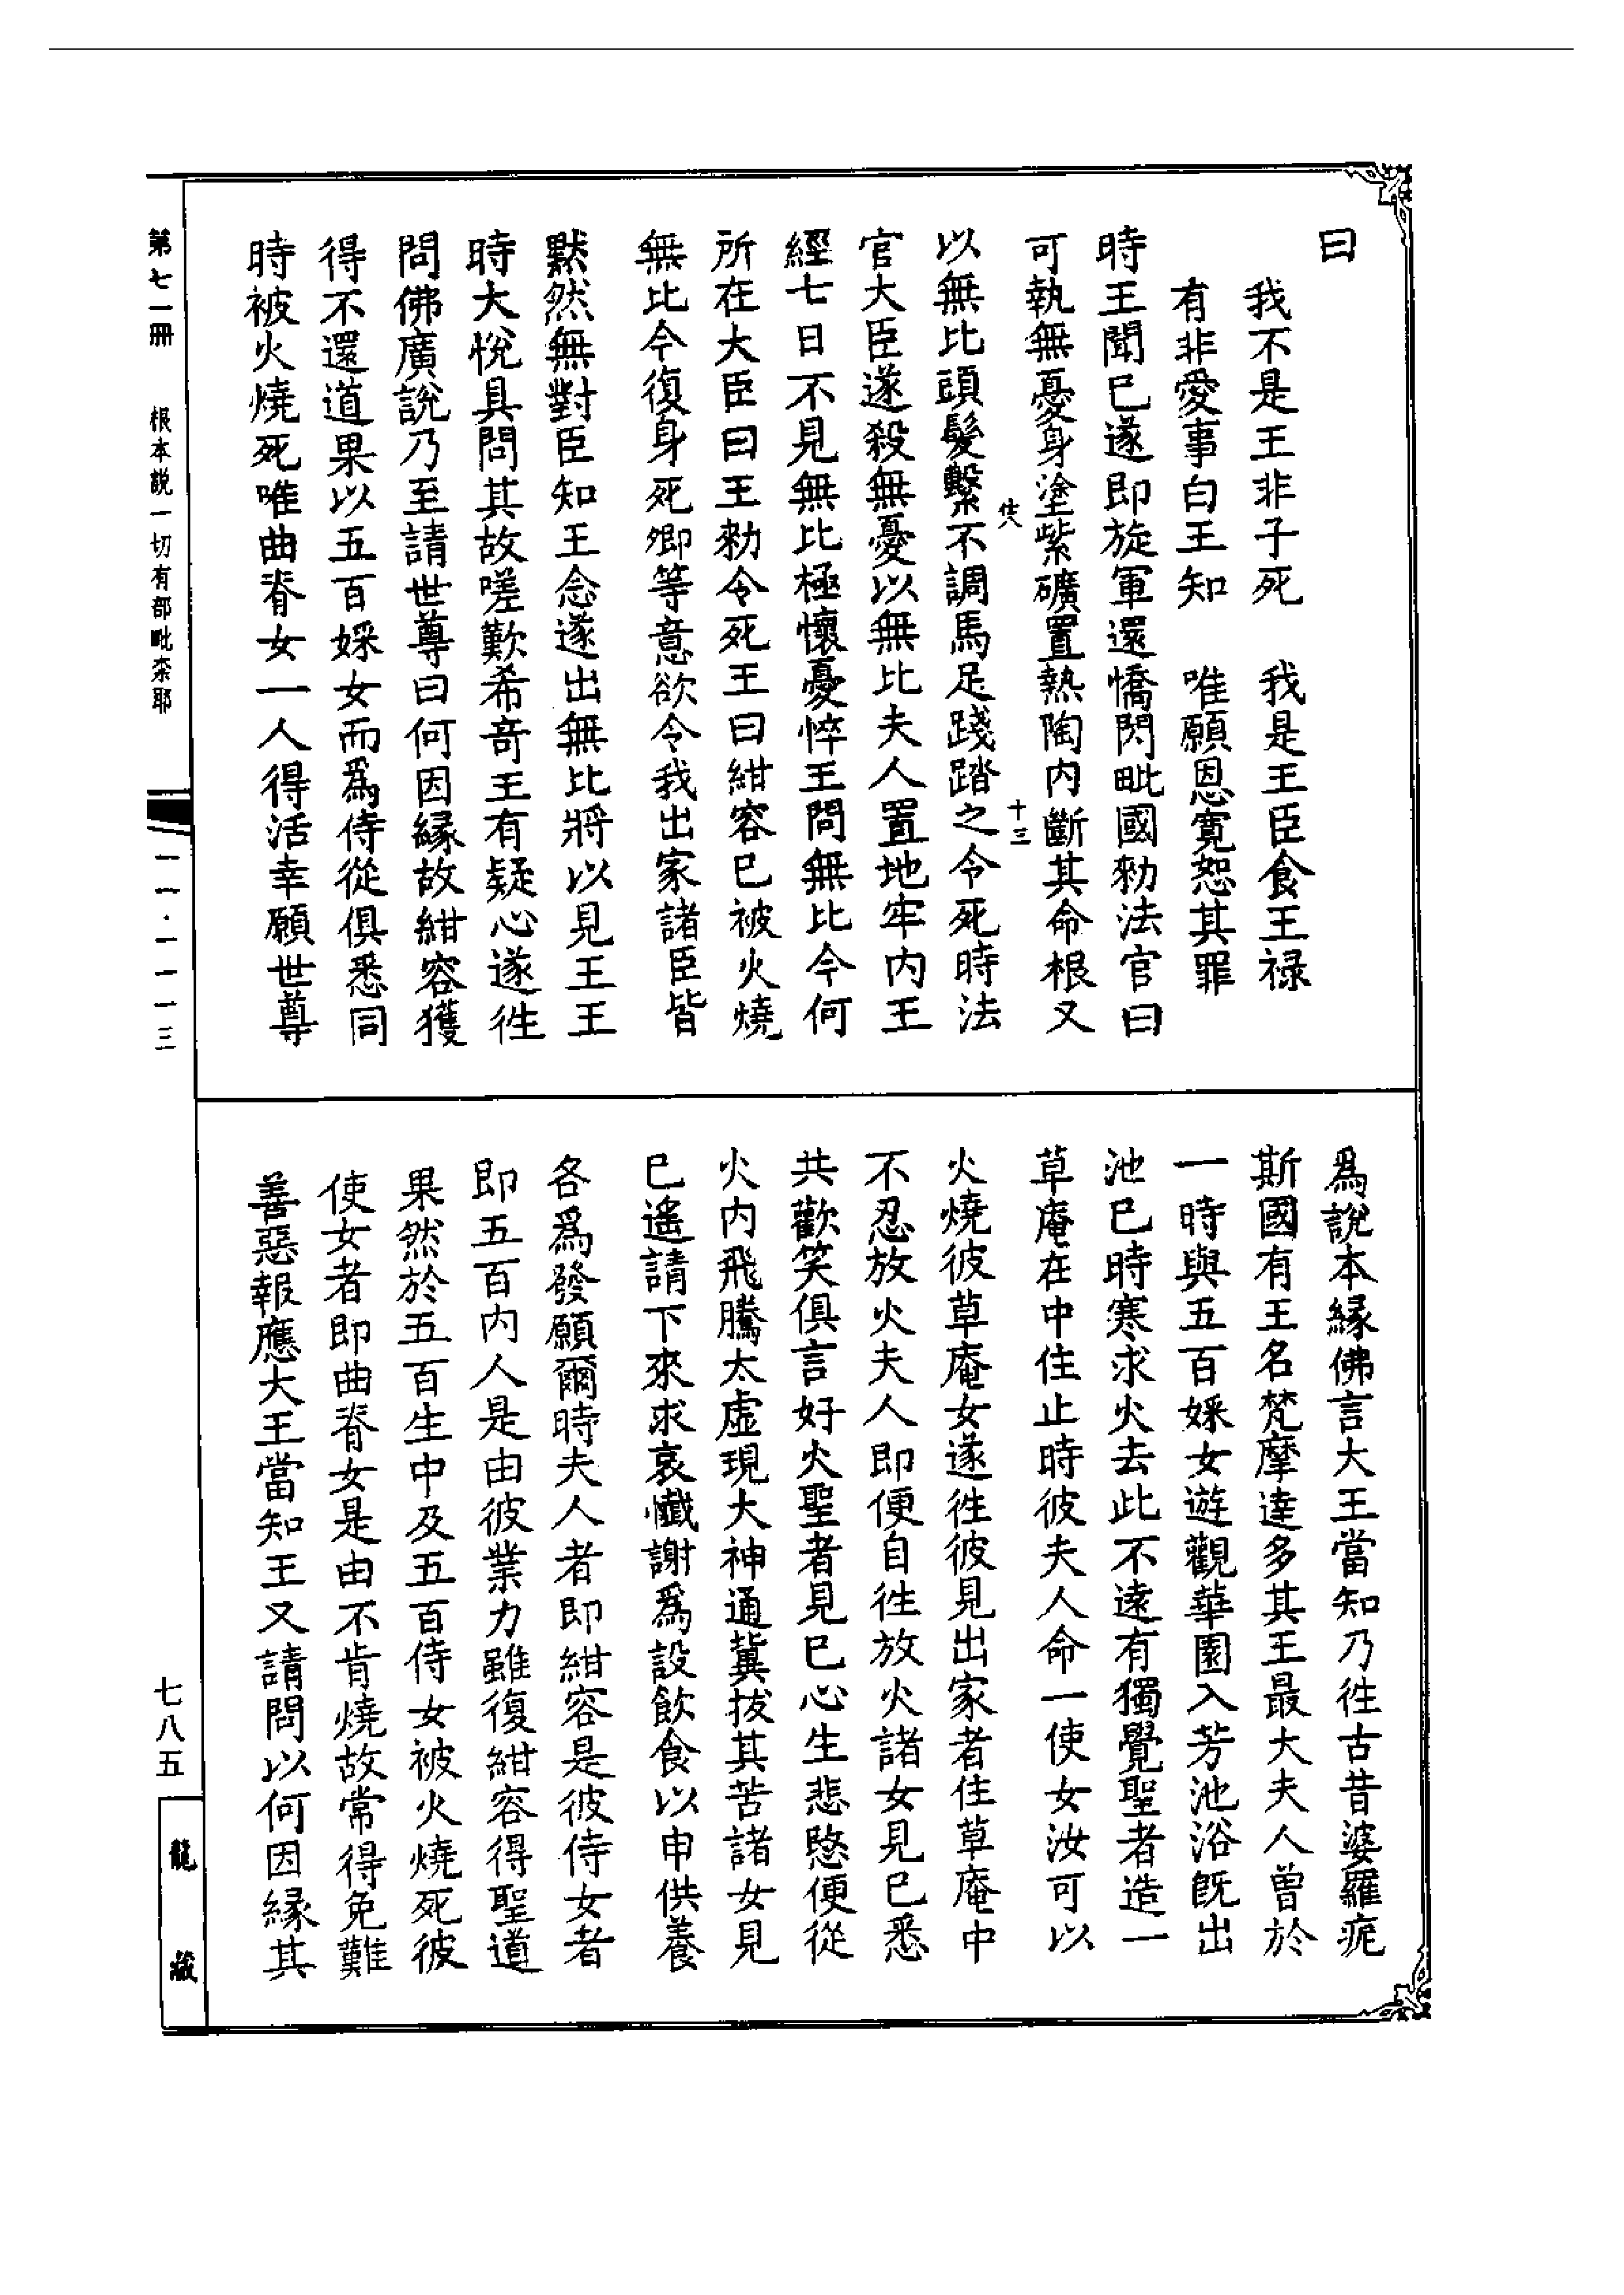 曰
我不是王非子死　我是王臣食王禄
有非愛事白王知　唯願恩寛恕其罪
時王聞已遂即旋軍還憍閃毗國勑法官曰
可執無憂身塗紫礦置熱陶内斷其命根又
十三
以無比頭髮繫不調馬足踐踏之令死時法
官大臣遂殺無憂以無比夫人置地牢内王
經七日不見無比極懷憂悴王問無比今何
所在大臣曰王勑令死王曰紺容已被火燒
無比今復身死卿等意欲令我出家諸臣皆
黙然無對臣知王念遂出無比將以見王王
時大悅具問其故嗟歎希竒王有疑心遂徃
問佛廣說乃至請世尊曰何因縁故紺容獲
得不還道果以五百婇女而爲侍從俱悉同
時被火燒死唯曲脊女一人得活幸願世尊
爲說本縁佛言大王當知乃徃古昔婆羅痆
斯國有王名梵摩達多其王最大夫人曾於
一時與五百婇女遊觀華園入芳池浴旣出
池已時寒求火去此不遠有獨覺聖者造一
草庵在中住止時彼夫人命一使女汝可以
火燒彼草庵女遂徃彼見出家者住草庵中
不忍放火夫人即便自徃放火諸女見已悉
共歡笑俱言好火聖者見已心生悲愍便從
火内飛騰太虛現大神通冀拔其苦諸女見
已遙請下來求哀懺謝爲設飲食以申供養
各爲發願爾時夫人者即紺容是彼侍女者
即五百内人是由彼業力雖復紺容得聖道
果然於五百生中及五百侍女被火燒死彼
使女者即曲脊女是由不肯燒故常得免難
善惡報應大王當知王又請問以何因縁其
第七一冊　根本說一切有部毗柰耶
一一一·一一一三
七八五
龍藏